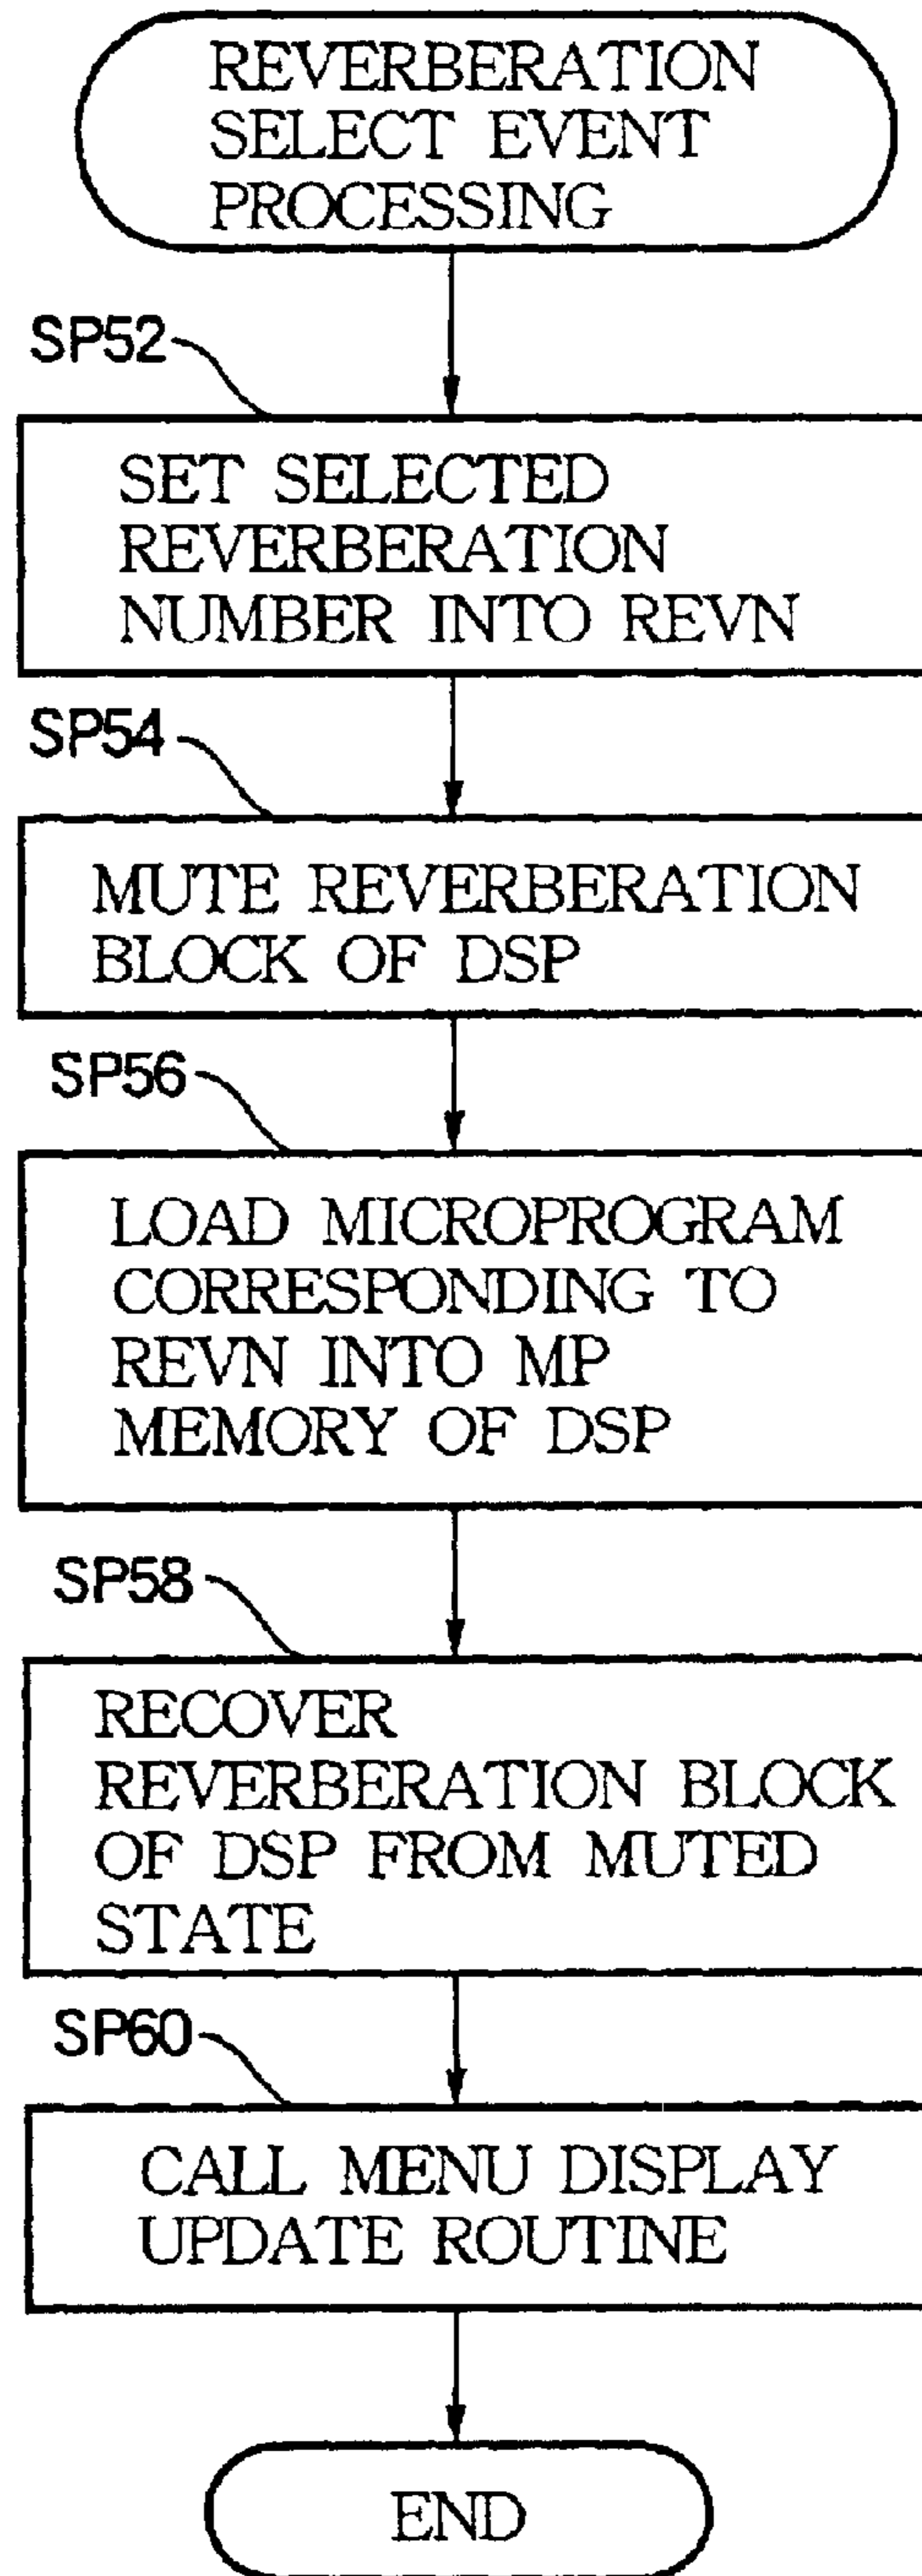 REVERBERATION
SELECT EVENT
PROCESSING
SP52
SET SELECTED
REVERBERATION
NUMBER INTO REVN
SP54
MUTE REVERBERATION
BLOCK OF DSP
SP56
LOAD MICROPROGRAM
CORRESPONDING TO
REVN INTO MP
MEMORY OF DSP
SP58
RECOVER
REVERBERATION BLOCK
OF DSP FROM MUTED
STATE
SP60
CALL MENU DISPLAY
UPDATE ROUTINE
END